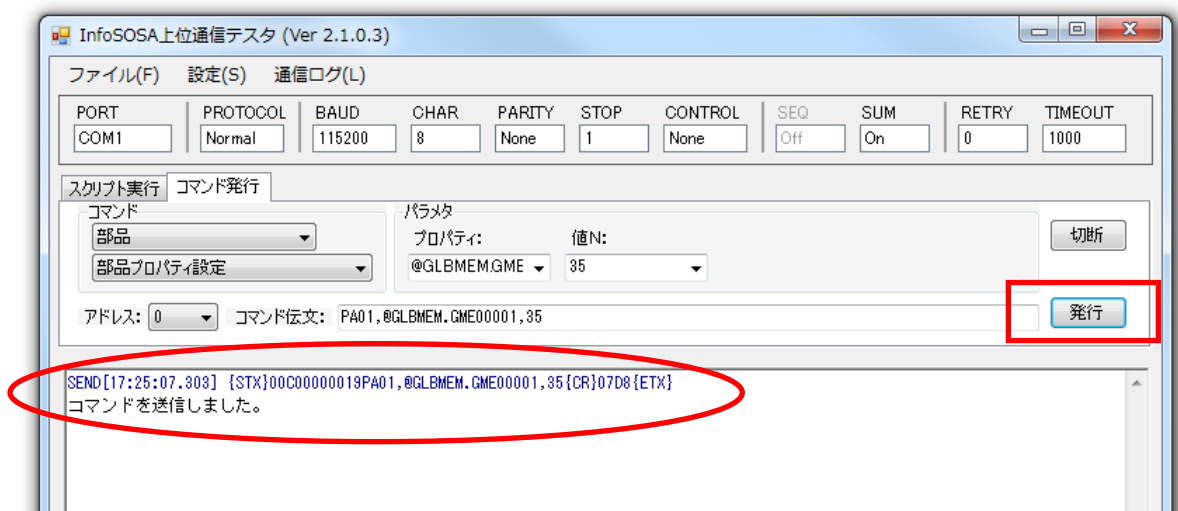 InfoSOSA上位通信テスタ (Ver 2.1.0.3)
ファイル(F) 設定(S) 通信ログ(L)
PORT PROTOCOL BAUD CHAR PARITY STOP CONTROL SEQ SUM RETRY TIMEOUT
COM1 Normal 115200 8 None 1 None Off On 0 1000
スクリプト実行 コマンド発行
コマンド パラメタ
部品 プロパティ: 値N: 切断
部品プロパティ設定 @GLBMEM.GME 35
アドレス: 0 コマンド伝文: PA01,@GLBMEM.GME00001,35 発行
SEND[17:25:07.303] {STX}00C00000019PA01,@GLBMEM.GME00001,35{CR}07D8{ETX}
コマンドを送信しました。